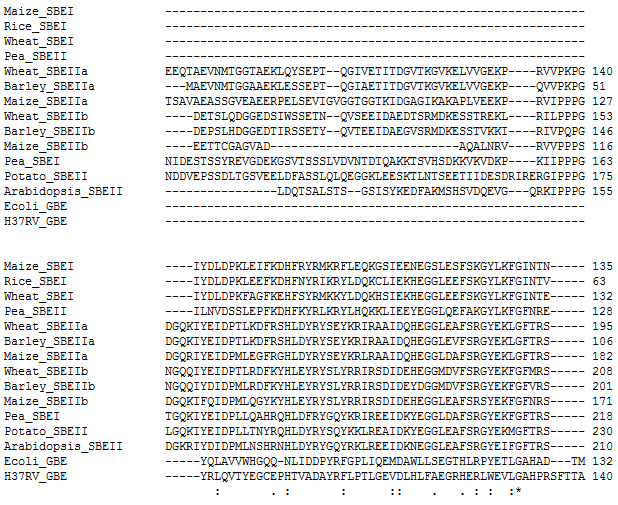 Maize_SBEI ------------------------------------------------------------
Rice_SBEI ------------------------------------------------------------
Wheat_SBEI ------------------------------------------------------------
Pea_SBEII ------------------------------------------------------------
Wheat_SBEIIa EEQTAEVNMTGGTAEKLQYSEPT--QGIVETITDGVTKGVKELVVGEKP----RVVPKPG 140
Barley_SBEIIa ---MAEVNMTGGAAEKLESSEPT--QGIAETITDGVTKGVKELVVGEKP----QVVPKPG 51
Maize_SBEIIa TSAVAEASSGVEAEERPELSEVIGVGGTGGTKIDGAGIKAKAPLVEEKP----RVIPPPG 127
Wheat_SBEIIb ----DETSLQDGGEDSIWSSETN--QVSEEIDAEDTSRMDKESSTREKL----RILPPPG 153
Barley_SBEIIb ----DEPSLHDGGEDTIRSSETY--QVTEEIDAEGVSRMDKESSTVKKI----RIVPQPG 146
Maize_SBEIIb ----EETTCGAGVAD---------------------------AQALNRV----RVVPPPS 116
Pea_SBEI NIDESTSSYREVGDEKGSVTSSSLVDVNTDTQAKKTSVHSDKKVKVDKP----KIIPPPG 163
Potato_SBEII NDDVEPSSDLTGSVEELDFASSLQLQEGGKLEESKTLNTSEETIIDESDRIRERGIPPPG 175
Arabidopsis_SBEII ----------------LDQTSALSTS--GSISYKEDFAKMSHSVDQEVG---QRKIPPPG 155
Ecoli_GBE ------------------------------------------------------------
H37RV_GBE ------------------------------------------------------------
Maize_SBEI ----IYDLDPKLEIFKDHFRYRMKRFLEQKGSIEENEGSLESFSKGYLKFGINTN----- 135
Rice_SBEI ----IYDLDPKLEEFKDHFNYRIKRYLDQKCLIEKHEGGLEEFSKGYLKFGINTV----- 63
Wheat_SBEI ----IYDLDPKFAGFKEHFSYRMKKYLDQKHSIEKHEGGLEEFSKGYLKFGINTE----- 132
Pea_SBEII ----ILNVDSSLEPFKDHFKYRLKRYLHQKKLIEEYEGGLQEFAKGYLKFGFNRE----- 128
Wheat_SBEIIa DGQKIYEIDPTLKDFRSHLDYRYSEYKRIRAAIDQHEGGLEAFSRGYEKLGFTRS----- 195
Barley_SBEIIa DGQKIYEIDPTLKDFRSHLDYRYSEYKRIRAAIDQHEGGLEVFSRGYEKLGFTRS----- 106
Maize_SBEIIa DGQRIYEIDPMLEGFRGHLDYRYSEYKRLRAAIDQHEGGLDAFSRGYEKLGFTRS----- 182
Wheat_SBEIIb NGQQIYEIDPTLRDFKYHLEYRYSLYRRIRSDIDEHEGGMDVFSRGYEKFGFMRS----- 208
Barley_SBEIIb NGQQIYDIDPMLRDFKYHLEYRYSLYRRIRSDIDEYDGGMDVFSRGYEKFGFVRS----- 201
Maize_SBEIIb DGQKIFQIDPMLQGYKYHLEYRYSLYRRIRSDIDEHEGGLEAFSRSYEKFGFNRS----- 171
Pea_SBEI TGQKIYEIDPLLQAHRQHLDFRYGQYKRIREEIDKYEGGLDAFSRGYEKFGFTRS----- 218
Potato_SBEII LGQKIYEIDPLLTNYRQHLDYRYSQYKKLREAIDKYEGGLEAFSRGYEKMGFTRS----- 230
Arabidopsis_SBEII DGKRIYDIDPMLNSHRNHLDYRYGQYRKLREEIDKNEGGLEAFSRGYEIFGFTRS----- 210
Ecoli_GBE -----YQLAVVWHGQQ-NLIDDPYRFGPLIQEMDAWLLSEGTHLRPYETLGAHAD---TM 132
H37RV_GBE -----YRLQVTYEGCEPHTVADAYRFLPTLGEVDLHLFAEGRHERLWEVLGAHPRSFTTA 140
: . : : :: . . : : :*